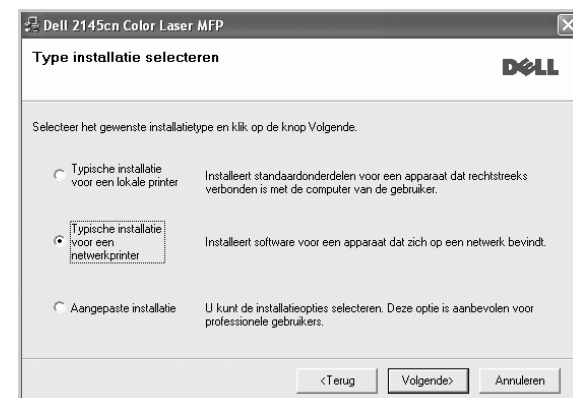 Dell 2145cn Color Laser MFP
Type installatie selecteren
DELL
Selecteer het gewenste installatietype en klik op de knop Volgende.
Typische installatie
voor een lokale printer
Installeert standaardonderdelen voor een apparaat dat rechtstreeks
verbonden is met de computer van de gebruiker.
Typische installatie
voor een
netwerkprinter
Installeert software voor een apparaat dat zich op een netwerk bevindt.
Aangepaste installatie
U kunt de installatieopties selecteren. Deze optie is aanbevolen voor
professionele gebruikers.
<Terug
Volgende>
Annuleren